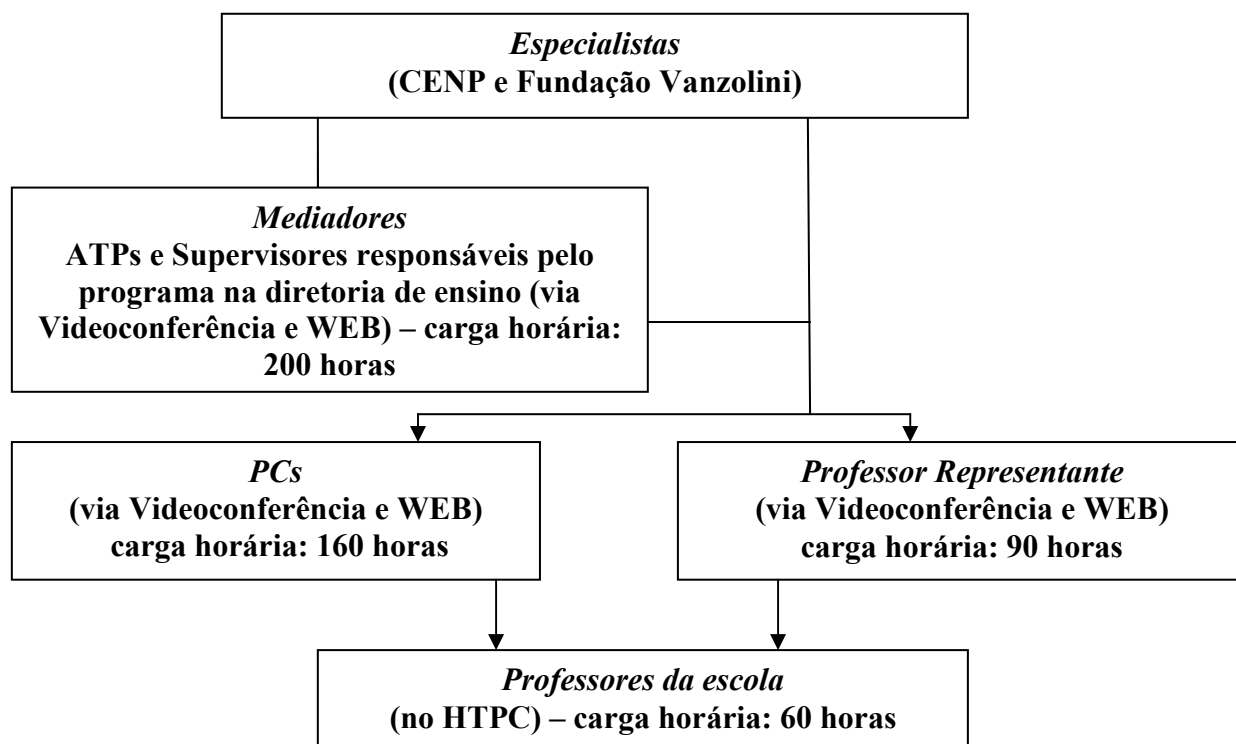 Especialistas
(CENP e Fundação Vanzolini)
Mediadores
ATPs e Supervisores responsáveis pelo
programa na diretoria de ensino (via
Videoconferência e WEB) – carga horária:
200 horas
PCs
(via Videoconferência e WEB)
carga horária: 160 horas
Professor Representante
(via Videoconferência e WEB)
carga horária: 90 horas
Professores da escola
(no HTPC) – carga horária: 60 horas